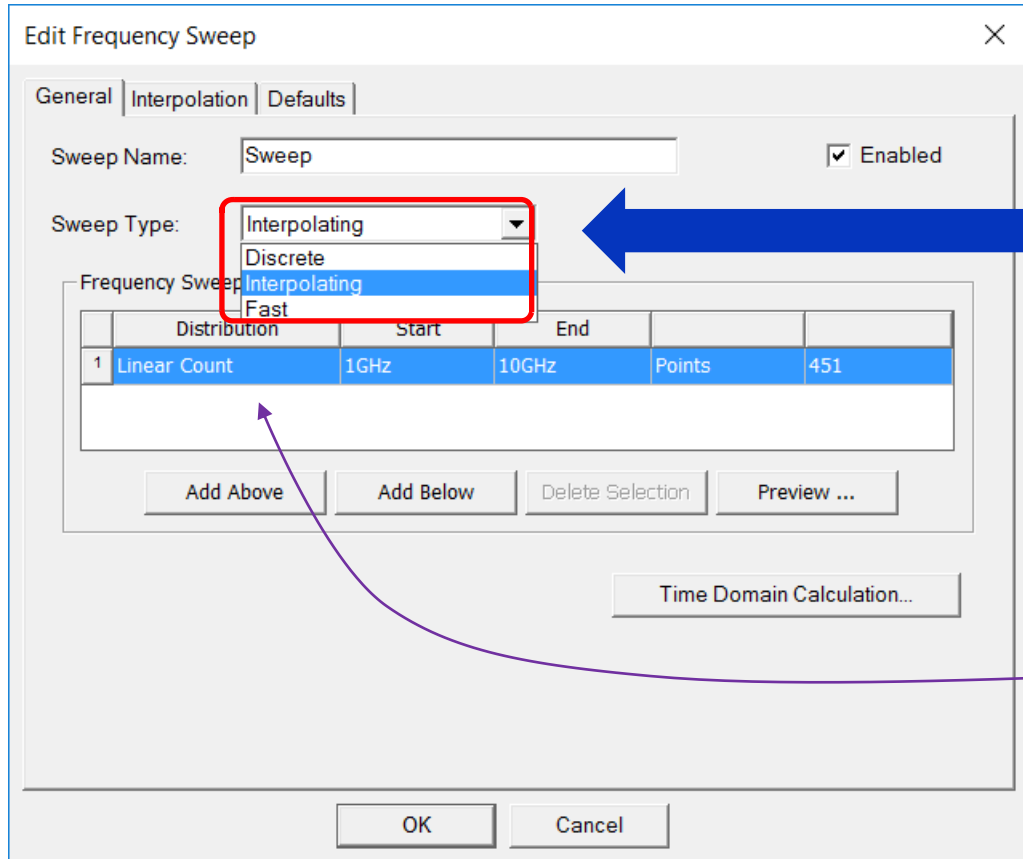 Edit Frequency Sweep
General Interpolation Defaults
Sweep Name: Sweep Enabled
Sweep Type: Interpolating
Discrete
Frequency Sweep Interpolating
Fast
Distribution Start End
1 Linear Count 1GHz 10GHz Points 451
Add Above Add Below Delete Selection Preview ...
Time Domain Calculation...
OK Cancel